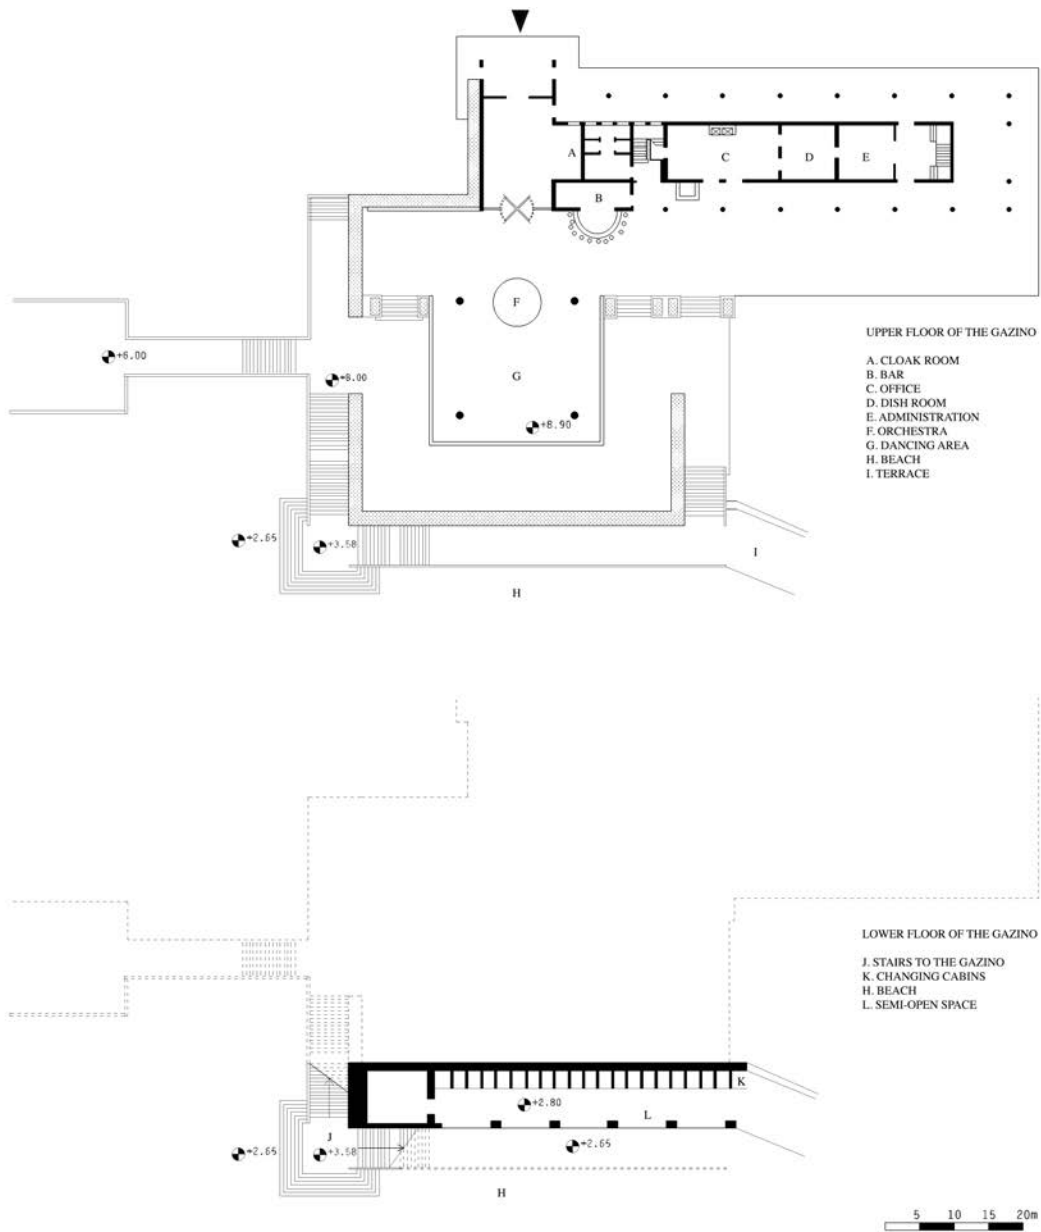 A
B
C
D
E
F
G
+6.00
+8.00
+8.90
UPPER FLOOR OF THE GAZINO
A. CLOAK ROOM
B. BAR
C. OFFICE
D. DISH ROOM
E. ADMINISTRATION
F. ORCHESTRA
G. DANCING AREA
H. BEACH
I. TERRACE
+2.65
+3.58
I
H
LOWER FLOOR OF THE GAZINO
J. STAIRS TO THE GAZINO
K. CHANGING CABINS
H. BEACH
L. SEMI-OPEN SPACE
K
+2.80
L
J
+2.65
+3.58
+2.65
H
5 10 15 20m